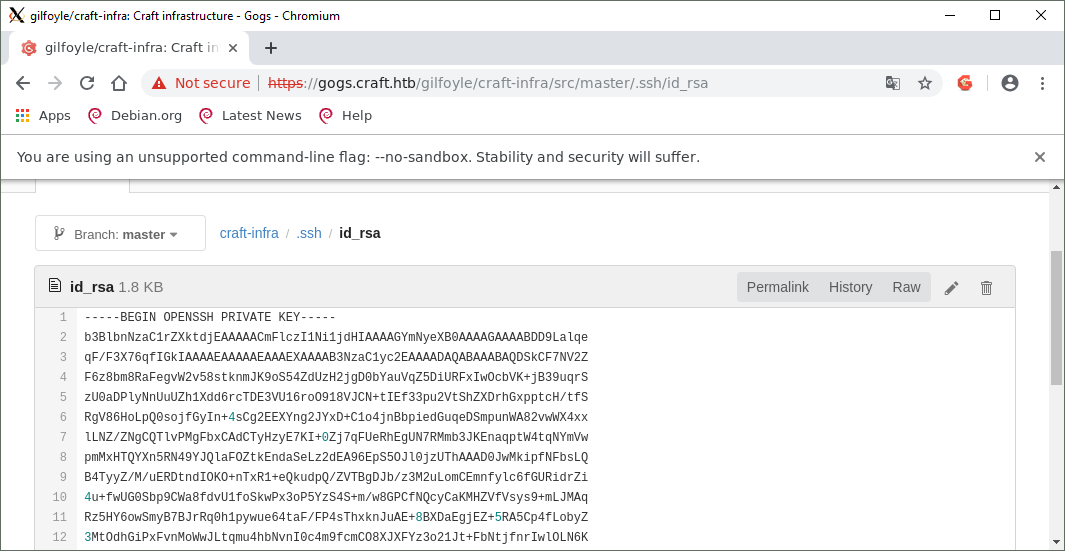 gilfoyle/craft-infra: Craft infrastructure - Gogs - Chromium
gilfoyle/craft-infra: Craft in
Not secure https://gogs.craft.htb/gilfoyle/craft-infra/src/master/.ssh/id_rsa
Apps Debian.org Latest News Help
You are using an unsupported command-line flag: --no-sandbox. Stability and security will suffer.
Branch: master craft-infra / .ssh / id_rsa
id_rsa 1.8 KB Permalink History Raw
1 -----BEGIN OPENSSH PRIVATE KEY-----
2 b3BlbnNzaC1rZXktdjEAAAAACmFlczI1Ni1jdHIAAAAGYmNyeXB0AAAAGAAAABDD9Lalqe
3 qF/F3X76qfIGkIAAAAEAAAAAEAAAEXAAAAB3NzaC1yc2EAAAADAQABAAABAQDSkCF7NV2Z
4 F6z8bm8RaFegvW2v58stknmJK9oS54ZdUzH2jgD0bYauVqZ5DiURFxIwOcbVK+jB39uqrS
5 zU0aDPlyNnUuUZh1Xdd6rcTDE3VU16roO918VJCN+tIEf33pu2VtShZXDrhGxpptcH/tfS
6 RgV86HoLpQ0sojfGyIn+4sCg2EEXYng2JYxD+C1o4jnBbpiedGuqeDSmpunWA82vwWX4xx
7 lLNZ/ZNgCQTlvPMgFbxCAdCTyHzyE7KI+0Zj7qFUeRhEgUN7RMmb3JKEnaqptW4tqNYmVw
8 pmMxHTQYXn5RN49YJQlaFOZtkEndaSeLz2dEA96EpS5OJl0jzUThAAAD0JwMkipfNFbsLQ
9 B4TyyZ/M/uERDtndIOKO+nTxR1+eQkudpQ/ZVTBgDJb/z3M2uLomCEmnfylc6fGURidrZi
10 4u+fwUG0Sbp9CWa8fdvU1foSkwPx3oP5YzS4S+m/w8GPCfNQcyCaKMHZVfVsys9+mLJMAq
11 Rz5HY6owSmyB7BJrRq0h1pywue64taF/FP4sThxknJuAE+8BXDaEgjEZ+5RA5Cp4fLobyZ
12 3MtOdhGiPxFvnMoWwJLtqmu4hbNvnI0c4m9fcmCO8XJXFYz3o21Jt+FbNtjfnrIwlOLN6K